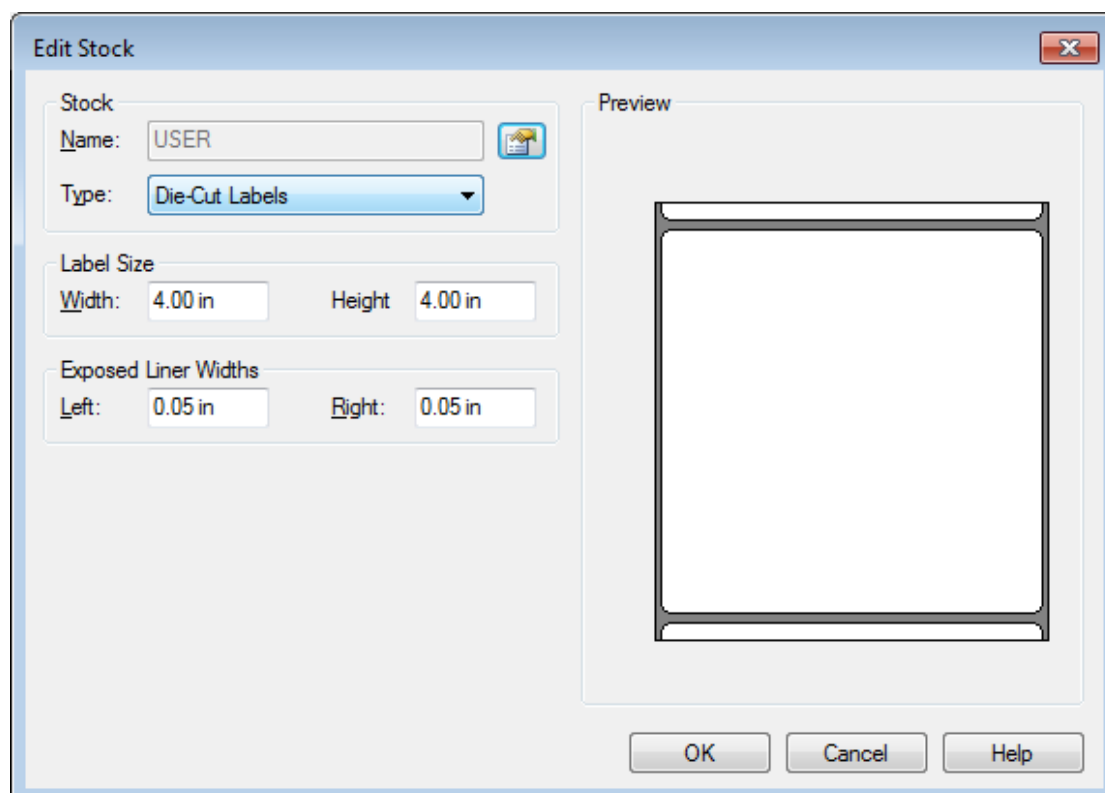 Edit Stock
Stock
Name: USER
Type: Die-Cut Labels
Label Size
Width: 4.00 in Height 4.00 in
Exposed Liner Widths
Left: 0.05 in Right: 0.05 in
Preview
OK Cancel Help